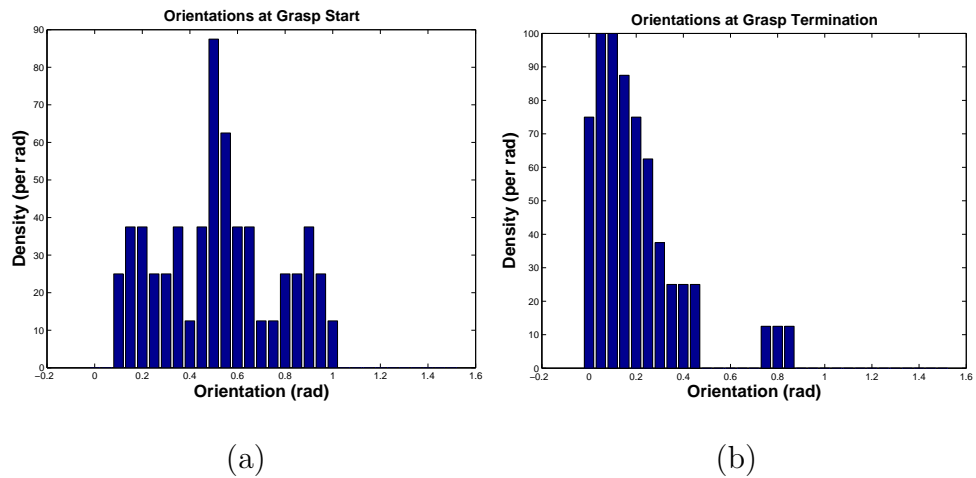 Orientations at Grasp Start
90
80
70
60
50
40
30
20
10
0
−0.2 0 0.2 0.4 0.6 0.8 1 1.2 1.4 1.6
Density (per rad)
Orientation (rad)
(a)
Orientations at Grasp Termination
100
90
80
70
60
50
40
30
20
10
0
−0.2 0 0.2 0.4 0.6 0.8 1 1.2 1.4 1.6
Density (per rad)
Orientation (rad)
(b)